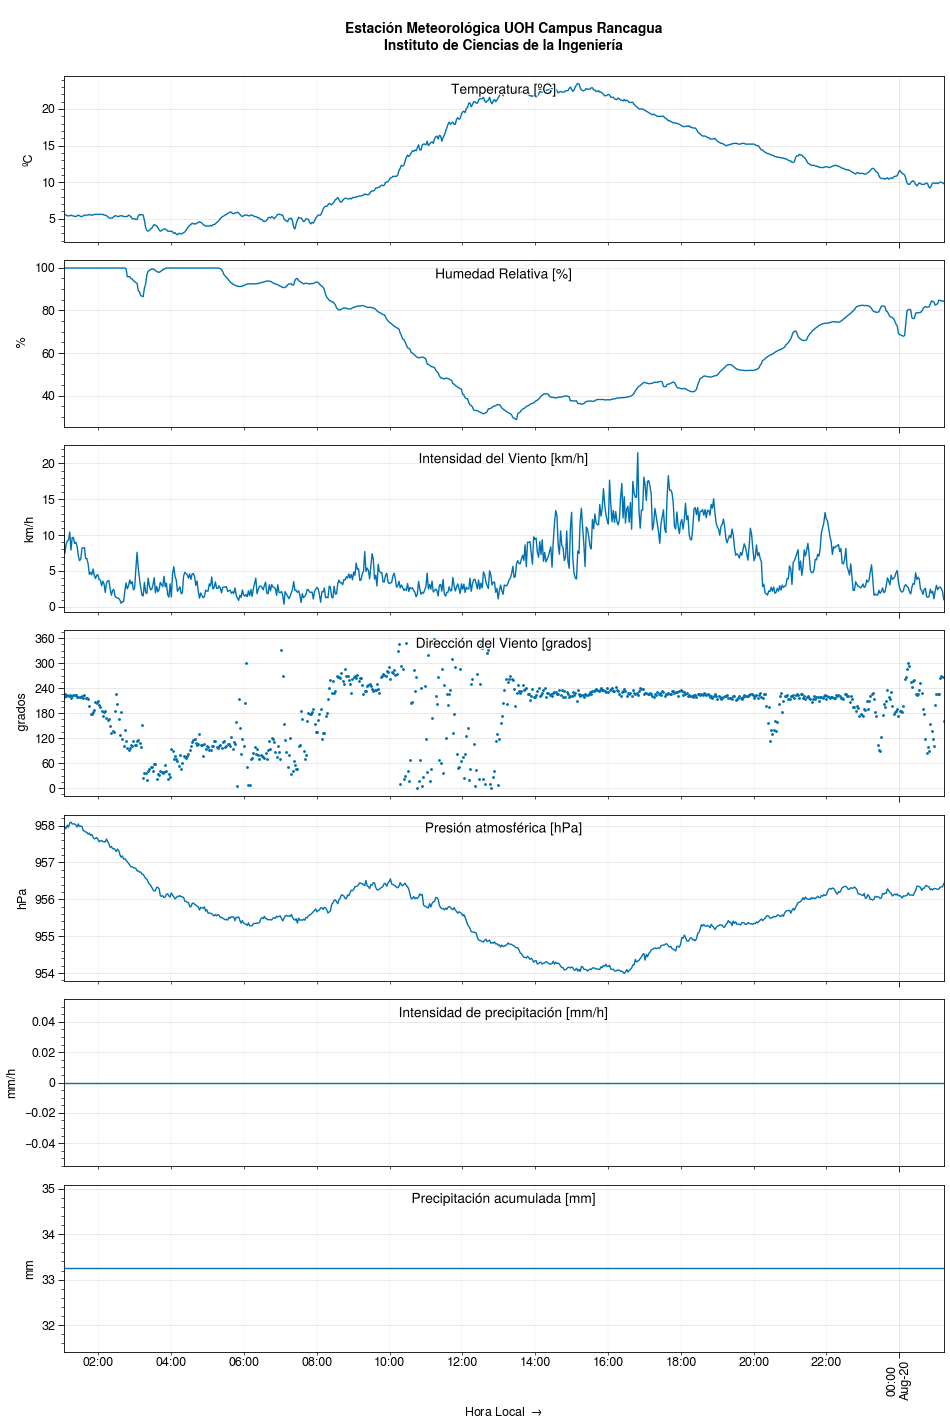 Estación Meteorológica UOH Campus Rancagua
Instituto de Ciencias de la Ingeniería
Temperatura [ºC]
20
15
10
5
ºC
Humedad Relativa [%]
100
80
60
40
%
Intensidad del Viento [km/h]
20
15
10
5
0
km/h
Dirección del Viento [grados]
360
300
240
180
120
60
0
grados
Presión atmosférica [hPa]
958
957
956
955
954
hPa
Intensidad de precipitación [mm/h]
0.04
0.02
0
−0.02
−0.04
mm/h
Precipitación acumulada [mm]
35
34
33
32
mm
02:00 04:00 06:00 08:00 10:00 12:00 14:00 16:00 18:00 20:00 22:00 00:00
Aug-20
Hora Local →